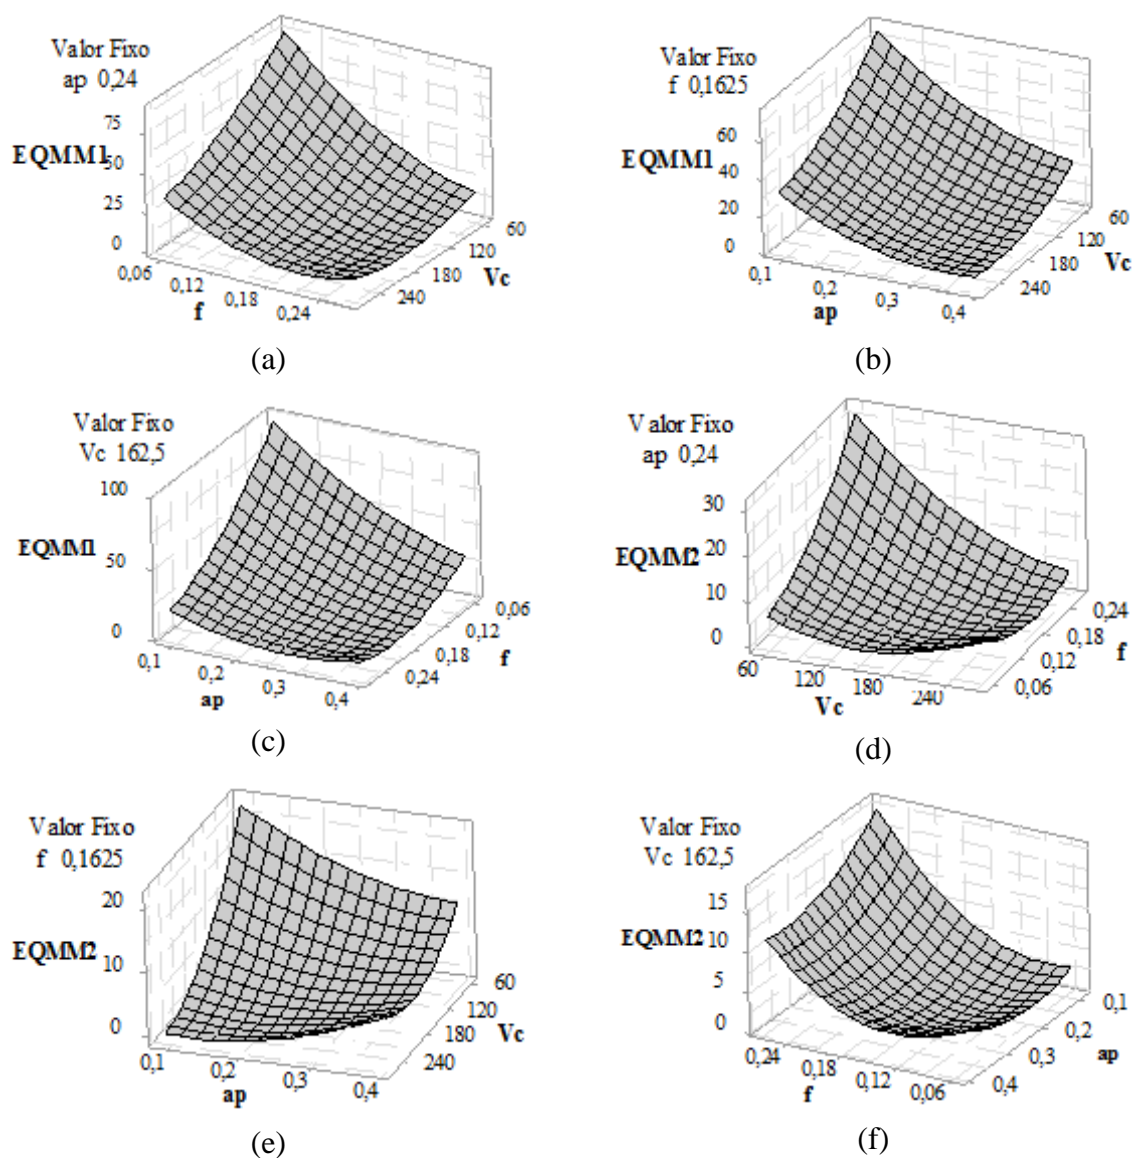 Valor Fixo
ap 0,24
EQMM1
75
50
25
0
0,06
0,12
0,18
0,24
f
240
180
120
60
Vc
(a)
Valor Fixo
f 0,1625
EQMM1
60
40
20
0
0,1
0,2
0,3
0,4
ap
240
180
120
60
Vc
(b)
Valor Fixo
Vc 162,5
EQMM1
100
50
0
0,1
0,2
0,3
0,4
ap
0,24
0,18
0,12
0,06
f
(c)
Valor Fixo
ap 0,24
EQMM2
30
20
10
0
60
120
180
240
Vc
0,06
0,12
0,18
0,24
f
(d)
Valor Fixo
f 0,1625
EQMM2
20
10
0
0,1
0,2
0,3
0,4
ap
240
180
120
60
Vc
(e)
Valor Fixo
Vc 162,5
EQMM2
15
10
5
0
0,24
0,18
0,12
0,06
f
0,4
0,3
0,2
0,1
ap
(f)